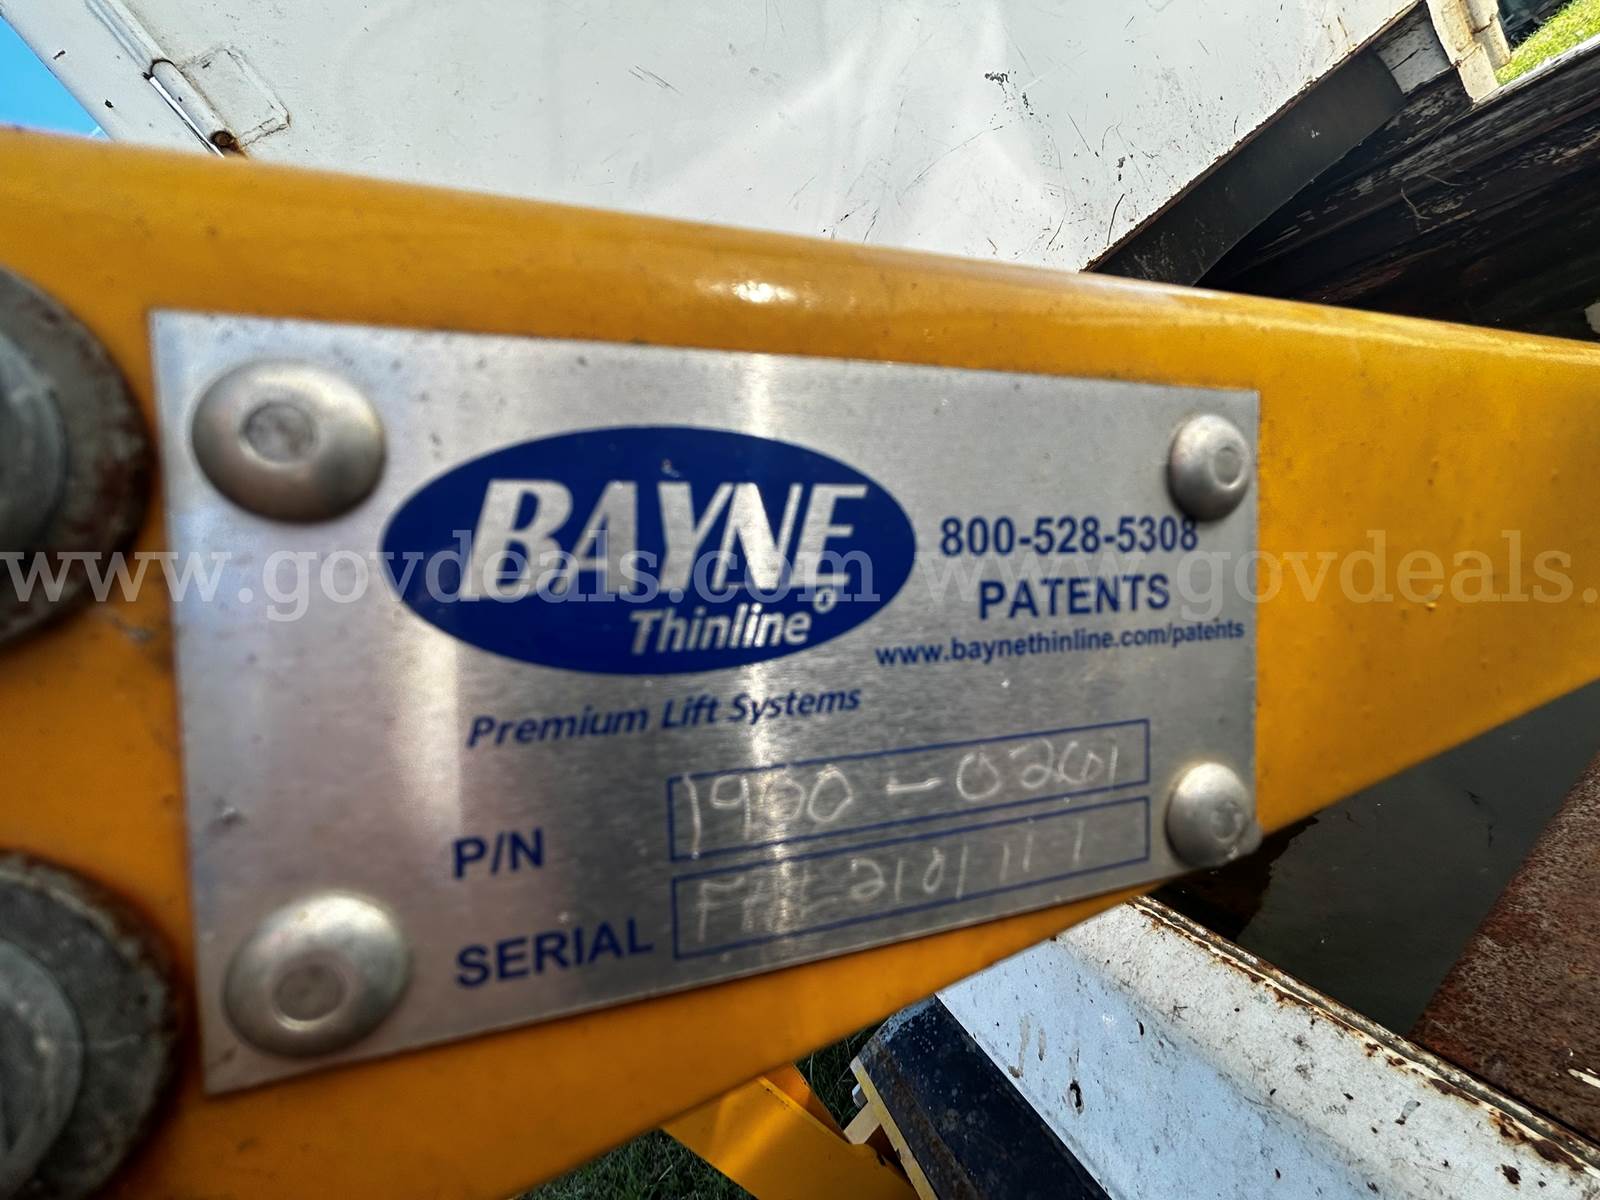 BAYNE
Thinline®
Premium Lift Systems
800-528-5308
PATENTS
www.baynethinline.com/patents
P/N 1900-02601
SERIAL
www.govdeals.com www.govdeals.